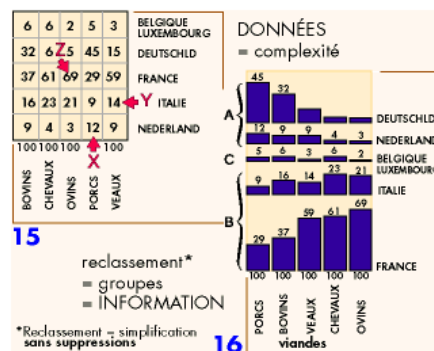 6 6 2 5 3 BELGIQUE
LUXEMBOURG
32 6 Z 5 45 15 DEUTSCHLD
37 61 69 29 59 FRANCE
16 23 21 9 14 Y ITALIE
9 4 3 12 9 NEDERLAND
100 100 100 X 100
BOVINS
CHEVAUX
OVINS
PORCS
VEAUX
15
reclassement*
= groupes
= INFORMATION
*Reclassement = simplification
sans suppressions
DONNÉES
= complexité
45
32
A
DEUTSCHLD
12 9 9 4 3
NEDERLAND
5 6 3 6 2
C
BELGIQUE
LUXEMBOURG
9 16 14 23 21
ITALIE
B
29 37 59 61 69
FRANCE
100 100 100 100 100
PORCS
BOVINS
VEAUX
CHEVAUX
OVINS
16
viandes